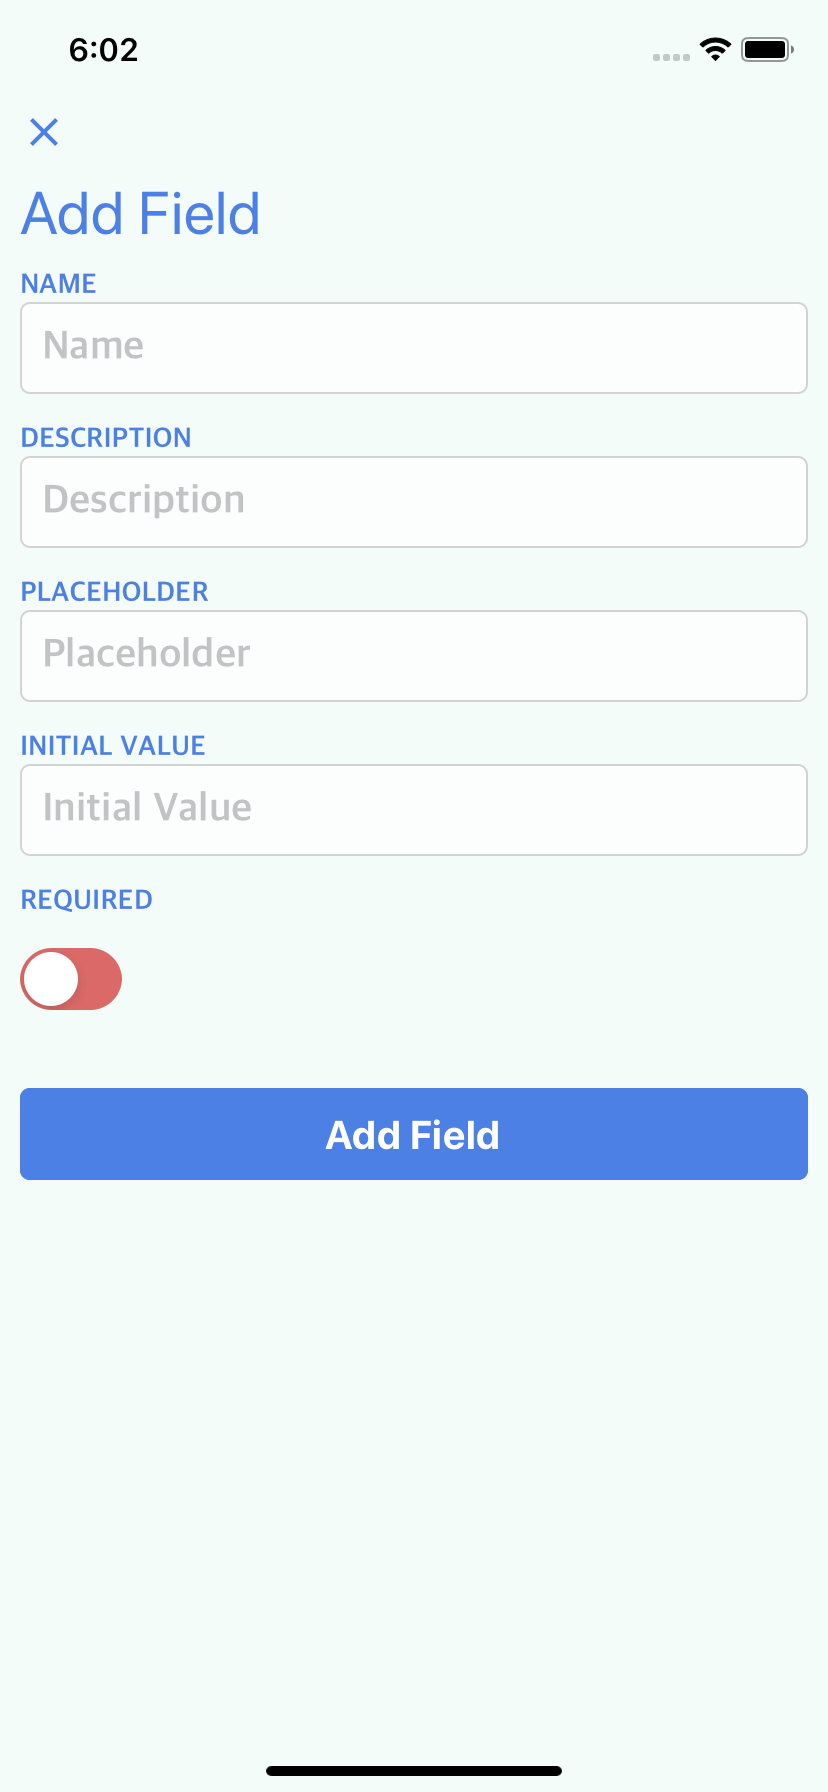 6:02
Add Field
NAME
Name
DESCRIPTION
Description
PLACEHOLDER
Placeholder
INITIAL VALUE
Initial Value
REQUIRED
Add Field